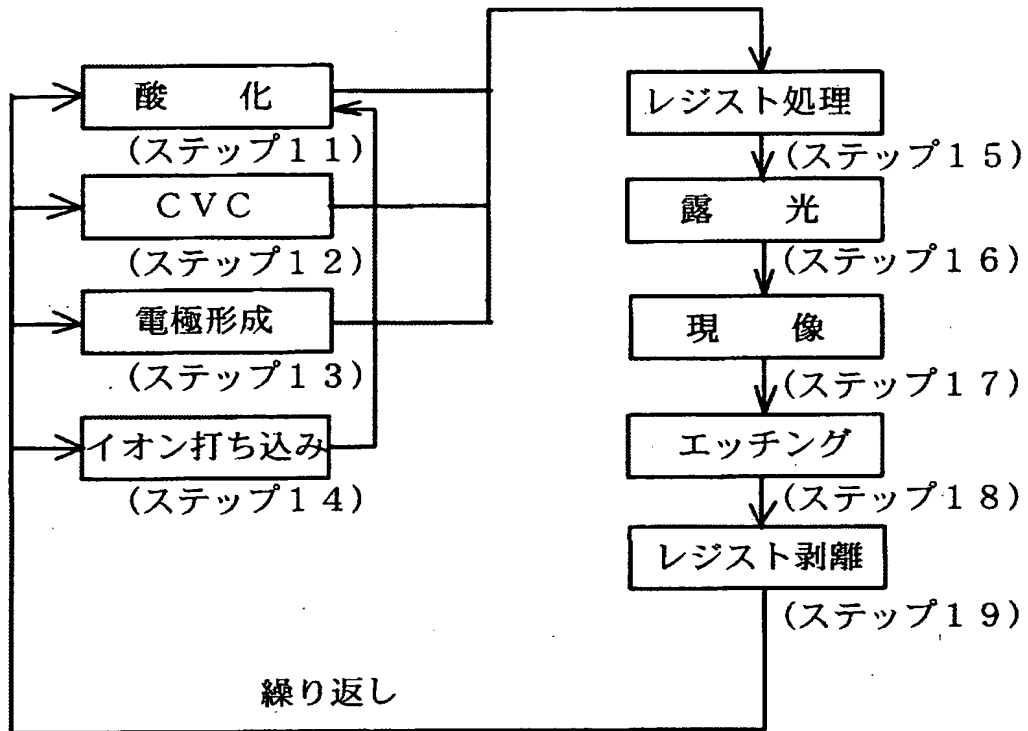 酸化
(ステップ11)
CVC
(ステップ12)
電極形成
(ステップ13)
イオン打ち込み
(ステップ14)
レジスト処理
(ステップ15)
露光
(ステップ16)
現像
(ステップ17)
エッチング
(ステップ18)
レジスト剥離
(ステップ19)
繰り返し